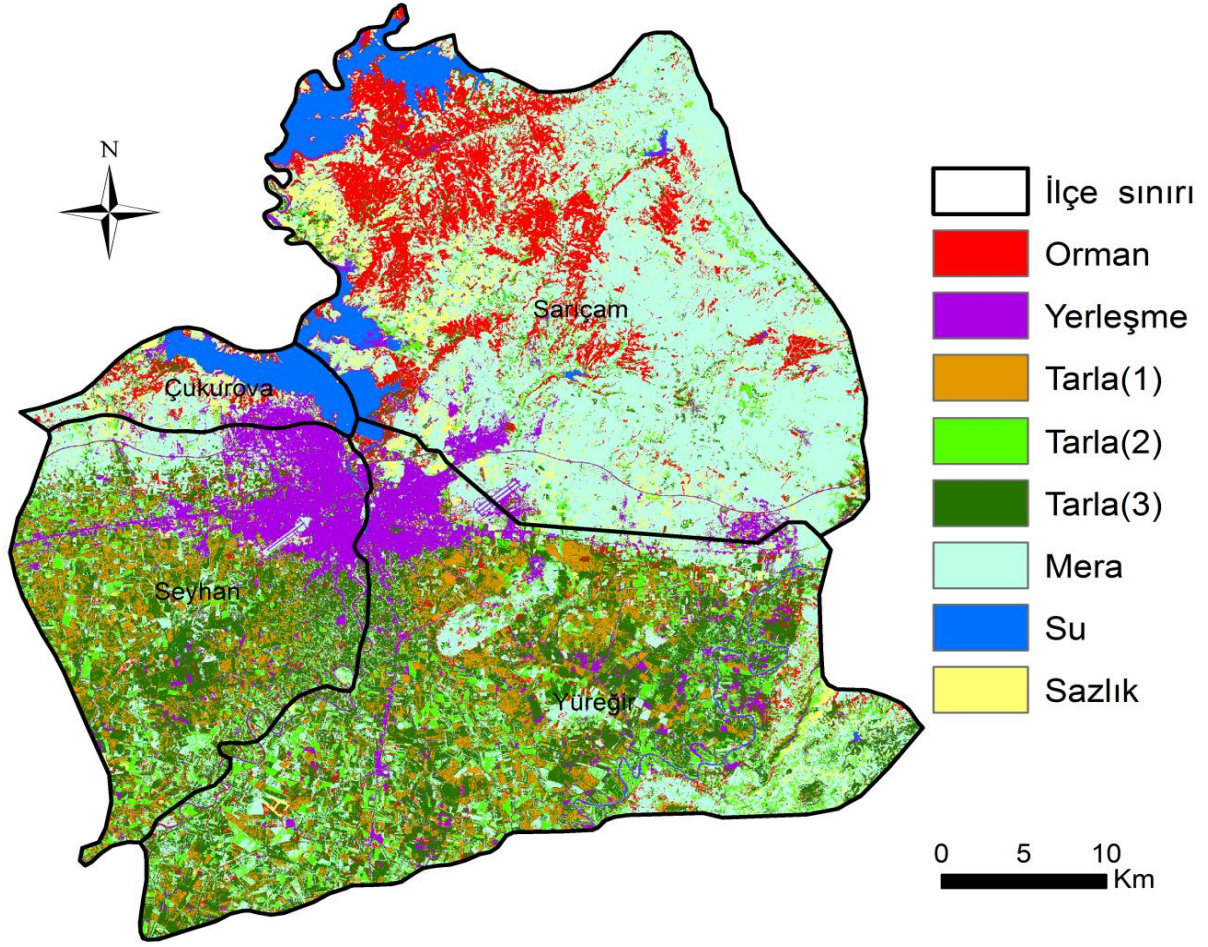 N
Sarıçam
Çukurova
Seyhan
Yüreğir
İlçe sınırı
Orman
Yerleşme
Tarla(1)
Tarla(2)
Tarla(3)
Mera
Su
Sazlık
0 5 10
Km